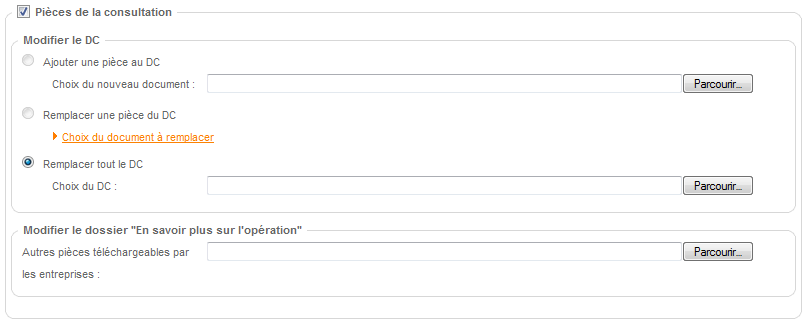 Pièces de la consultation
Modifier le DC
Ajouter une pièce au DC
Choix du nouveau document :
Parcourir...
Remplacer une pièce du DC
Choix du document à remplacer
Remplacer tout le DC
Choix du DC :
Parcourir...
Modifier le dossier "En savoir plus sur l'opération"
Autres pièces téléchargeables par
Parcourir...
les entreprises :